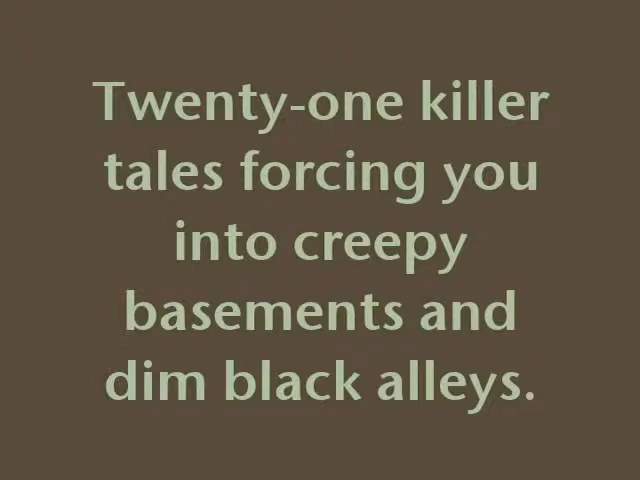 Twenty-one killer
tales forcing you
into creepy
basements and
dim black alleys.